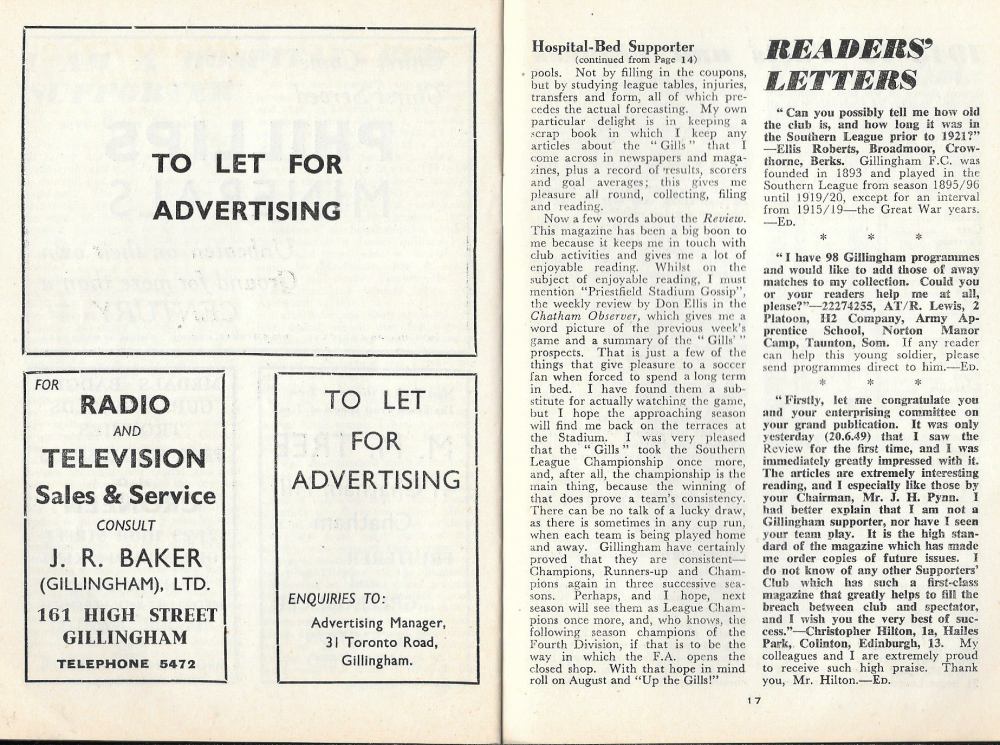 TO LET FOR
ADVERTISING
FOR
RADIO
AND
TELEVISION
Sales & Service
CONSULT
J. R. BAKER
(GILLINGHAM), LTD.
161 HIGH STREET
GILLINGHAM
TELEPHONE 5472
TO LET
FOR
ADVERTISING
ENQUIRIES TO:
Advertising Manager,
31 Toronto Road,
Gillingham.
Hospital-Bed Supporter
(continued from Page 14)
pools. Not by filling in the coupons,
but by studying league tables, injuries,
transfers and form, all of which pre-
cedes the actual forecasting. My own
particular delight is in keeping a
scrap book in which I keep any
articles about the "Gills" that I
come across in newspapers and maga-
zines, plus a record of results, scorers
and goal averages; this gives me
pleasure all round, collecting, filing
and reading.
Now a few words about the Review.
This magazine has been a big boon to
me because it keeps me in touch with
club activities and gives me a lot of
enjoyable reading. Whilst on the
subject of enjoyable reading, I must
mention "Priestfield Stadium Gossip",
the weekly review by Don Ellis in the
Chatham Observer, which gives me a
word picture of the previous week's
game and a summary of the "Gills'"
prospects. That is just a few of the
things that give pleasure to a soccer
fan when forced to spend a long term
in bed. I have found them a sub-
stitute for actually watching the game,
but I hope the approaching season
will find me back on the terraces at
the Stadium. I was very pleased
that the "Gills" took the Southern
League Championship once more,
and, after all, the championship is the
main thing, because the winning of
that does prove a team's consistency.
There can be no talk of a lucky draw,
as there is sometimes in any cup run,
when each team is being played home
and away. Gillingham have certainly
proved that they are consistent—
Champions, Runners-up and Cham-
pions again in three successive sea-
sons. Perhaps, and I hope, next
season will see them as League Cham-
pions once more, and, who knows, the
following season champions of the
Fourth Division, if that is to be the
way in which the F.A. opens the
closed shop. With that hope in mind
roll on August and "Up the Gills!"
READERS'
LETTERS
"Can you possibly tell me how old
the club is, and how long it was in
the Southern League prior to 1921?"
—Ellis Roberts, Broadmoor, Crow-
thorne, Berks. Gillingham F.C. was
founded in 1893 and played in the
Southern League from season 1895/96
until 1919/20, except for an interval
from 1915/19—the Great War years.
—ED.
* * *
"I have 98 Gillingham programmes
and would like to add those of away
matches to my collection. Could you
or your readers help me at all,
please?"—22274255, AT/R. Lewis, 2
Platoon, H2 Company, Army Ap-
prentice School, Norton Manor
Camp, Taunton, Som. If any reader
can help this young soldier, please
send programmes direct to him.—ED.
* * *
"Firstly, let me congratulate you
and your enterprising committee on
your grand publication. It was only
yesterday (20.6.49) that I saw the
Review for the first time, and I was
immediately greatly impressed with it.
The articles are extremely interesting
reading, and I especially like those by
your Chairman, Mr. J. H. Pynn. I
had better explain that I am not a
Gillingham supporter, nor have I seen
your team play. It is the high stan-
dard of the magazine which has made
me order copies of future issues. I
do not know of any other Supporters'
Club which has such a first-class
magazine that greatly helps to fill the
breach between club and spectator,
and I wish you the very best of suc-
cess."—Christopher Hilton, 1a, Hailes
Park, Colinton, Edinburgh, 13. My
colleagues and I are extremely proud
to receive such high praise. Thank
you, Mr. Hilton.—ED.
17